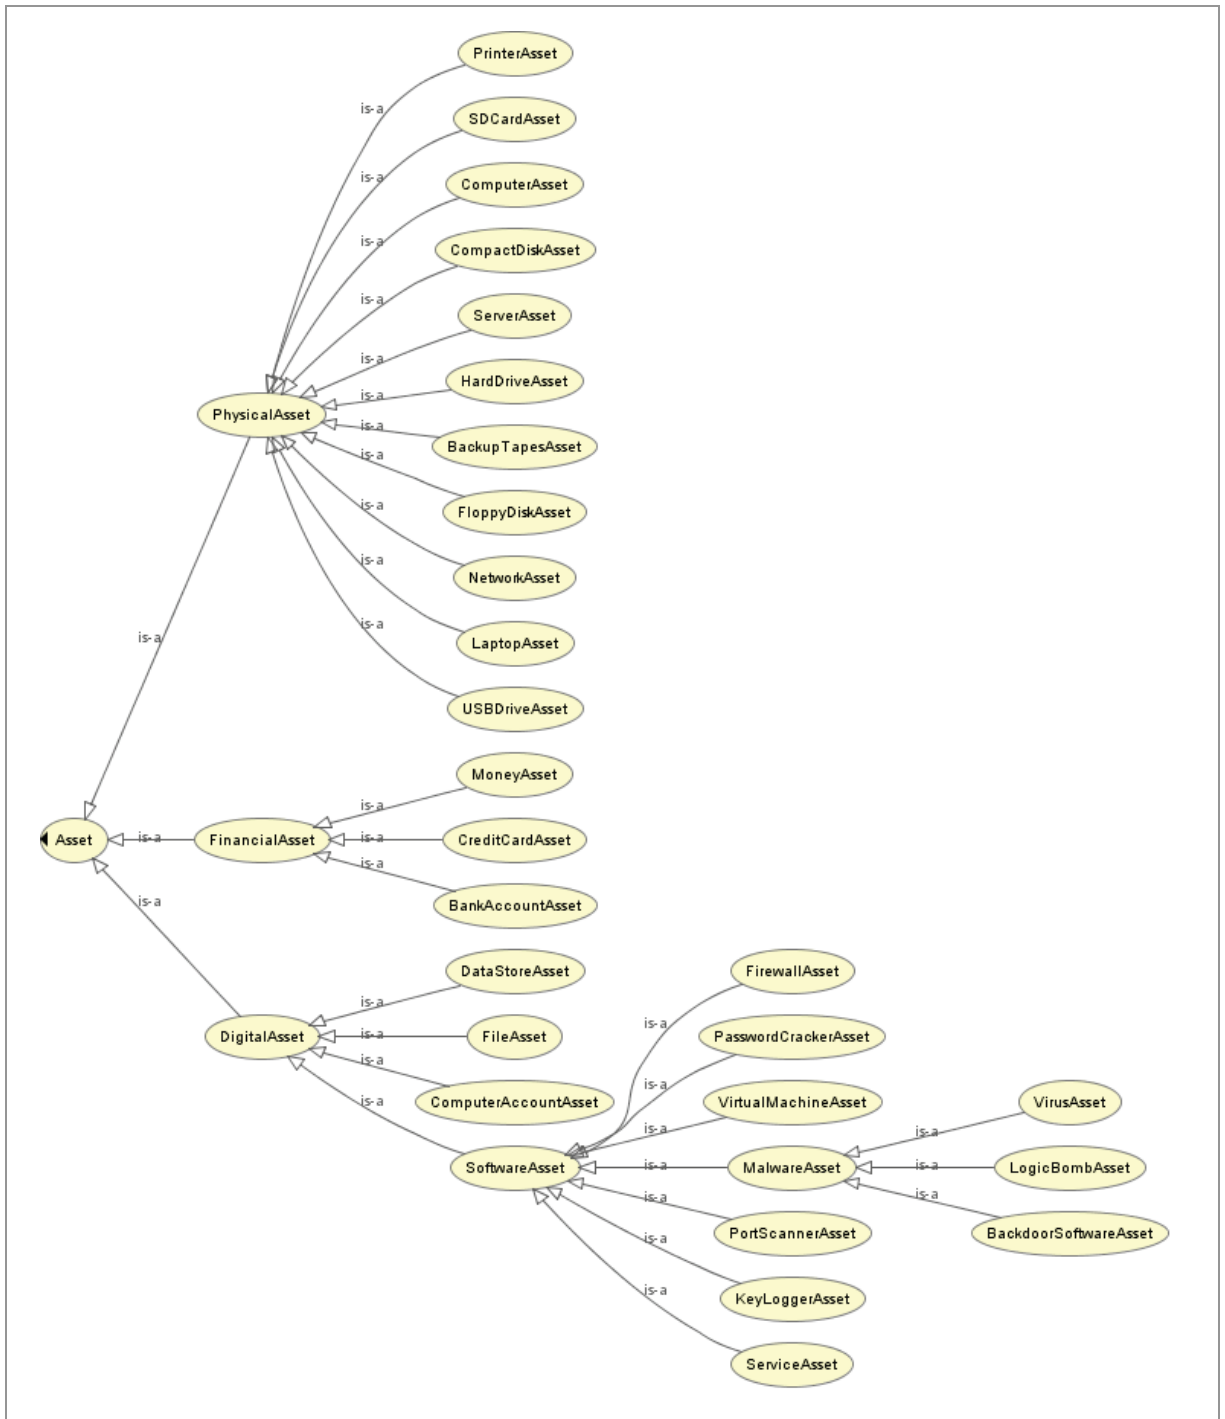 PrinterAsset
is-a
SDCardAsset
is-a
ComputerAsset
is-a
CompactDiskAsset
is-a
ServerAsset
is-a
HardDriveAsset
is-a
PhysicalAsset
is-a
BackupTapesAsset
is-a
FloppyDiskAsset
is-a
NetworkAsset
is-a
LaptopAsset
is-a
is-a
USBDriveAsset
MoneyAsset
is-a
Asset
is-a
FinancialAsset
is-a
CreditCardAsset
is-a
BankAccountAsset
is-a
DataStoreAsset
FirewallAsset
is-a
is-a
DigitalAsset
is-a
FileAsset
PasswordCrackerAsset
is-a
is-a
ComputerAccountAsset
VirtualMachineAsset
VirusAsset
is-a
is-a
is-a
SoftwareAsset
is-a
MalwareAsset
is-a
LogicBombAsset
is-a
is-a
PortScannerAsset
BackdoorSoftwareAsset
is-a
KeyLoggerAsset
is-a
ServiceAsset